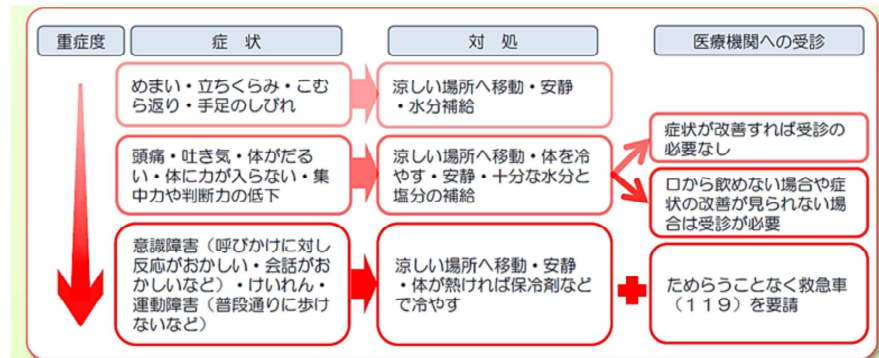 重症度
症 状
対 処
医療機関への受診
めまい・立ちくらみ・こむ
ら返り・手足のしびれ
涼しい場所へ移動・安静
・水分補給
頭痛・吐き気・体がだる
い・体に力が入らない・集
中力や判断力の低下
涼しい場所へ移動・体を冷
やす・安静・十分な水分と
塩分の補給
症状が改善すれば受診の
必要なし
口から飲めない場合や症
状の改善が見られない場
合は受診が必要
意識障害（呼びかけに対し
反応がおかしい・会話がお
かしいなど）・けいれん・
運動障害（普段通りに歩け
ないなど）
涼しい場所へ移動・安静
・体が熱ければ保冷剤など
で冷やす
ためらうことなく救急車
（１１９）を要請